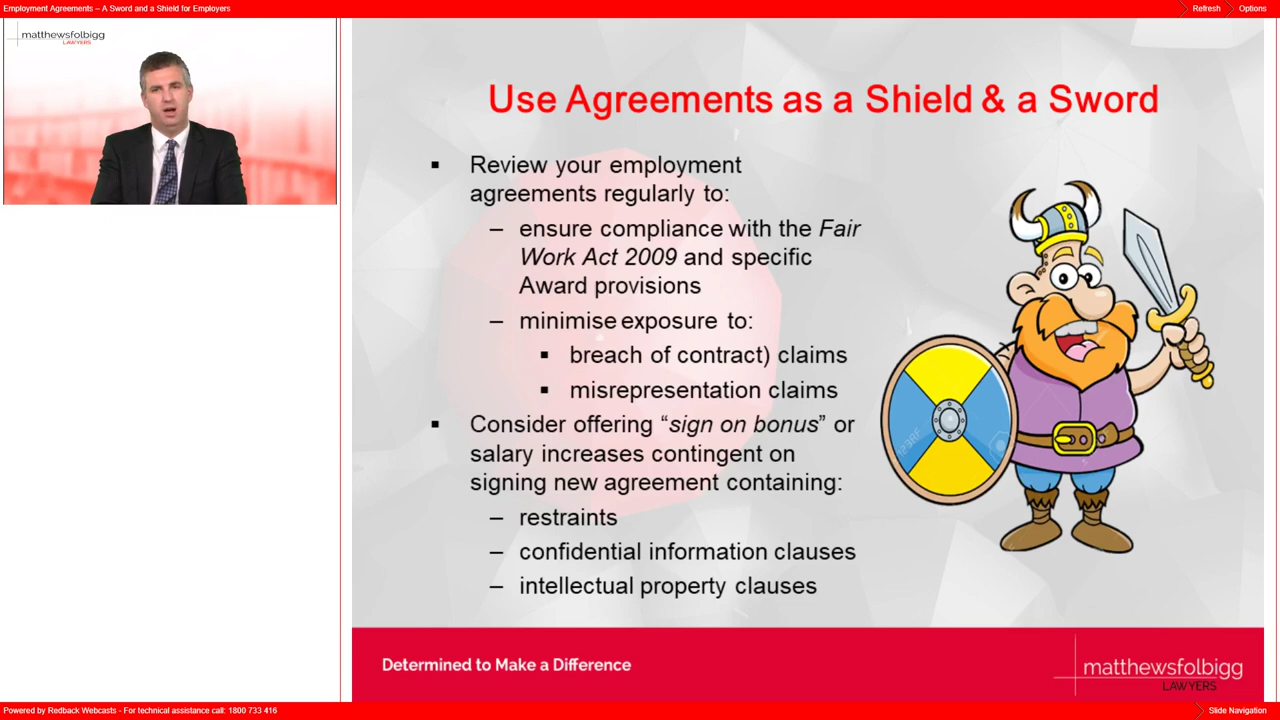 Employment Agreements – A Sword and a Shield for Employers
Refresh
Options
matthewsfolbigg
LAWYERS
Use Agreements as a Shield & a Sword
▪ Review your employment
agreements regularly to:
– ensure compliance with the Fair
Work Act 2009 and specific
Award provisions
– minimise exposure to:
▪ breach of contract) claims
▪ misrepresentation claims
▪ Consider offering “sign on bonus” or
salary increases contingent on
signing new agreement containing:
– restraints
– confidential information clauses
– intellectual property clauses
123RF
Determined to Make a Difference
matthewsfolbigg
LAWYERS
Powered by Redback Webcasts - For technical assistance call: 1800 733 416
Slide Navigation